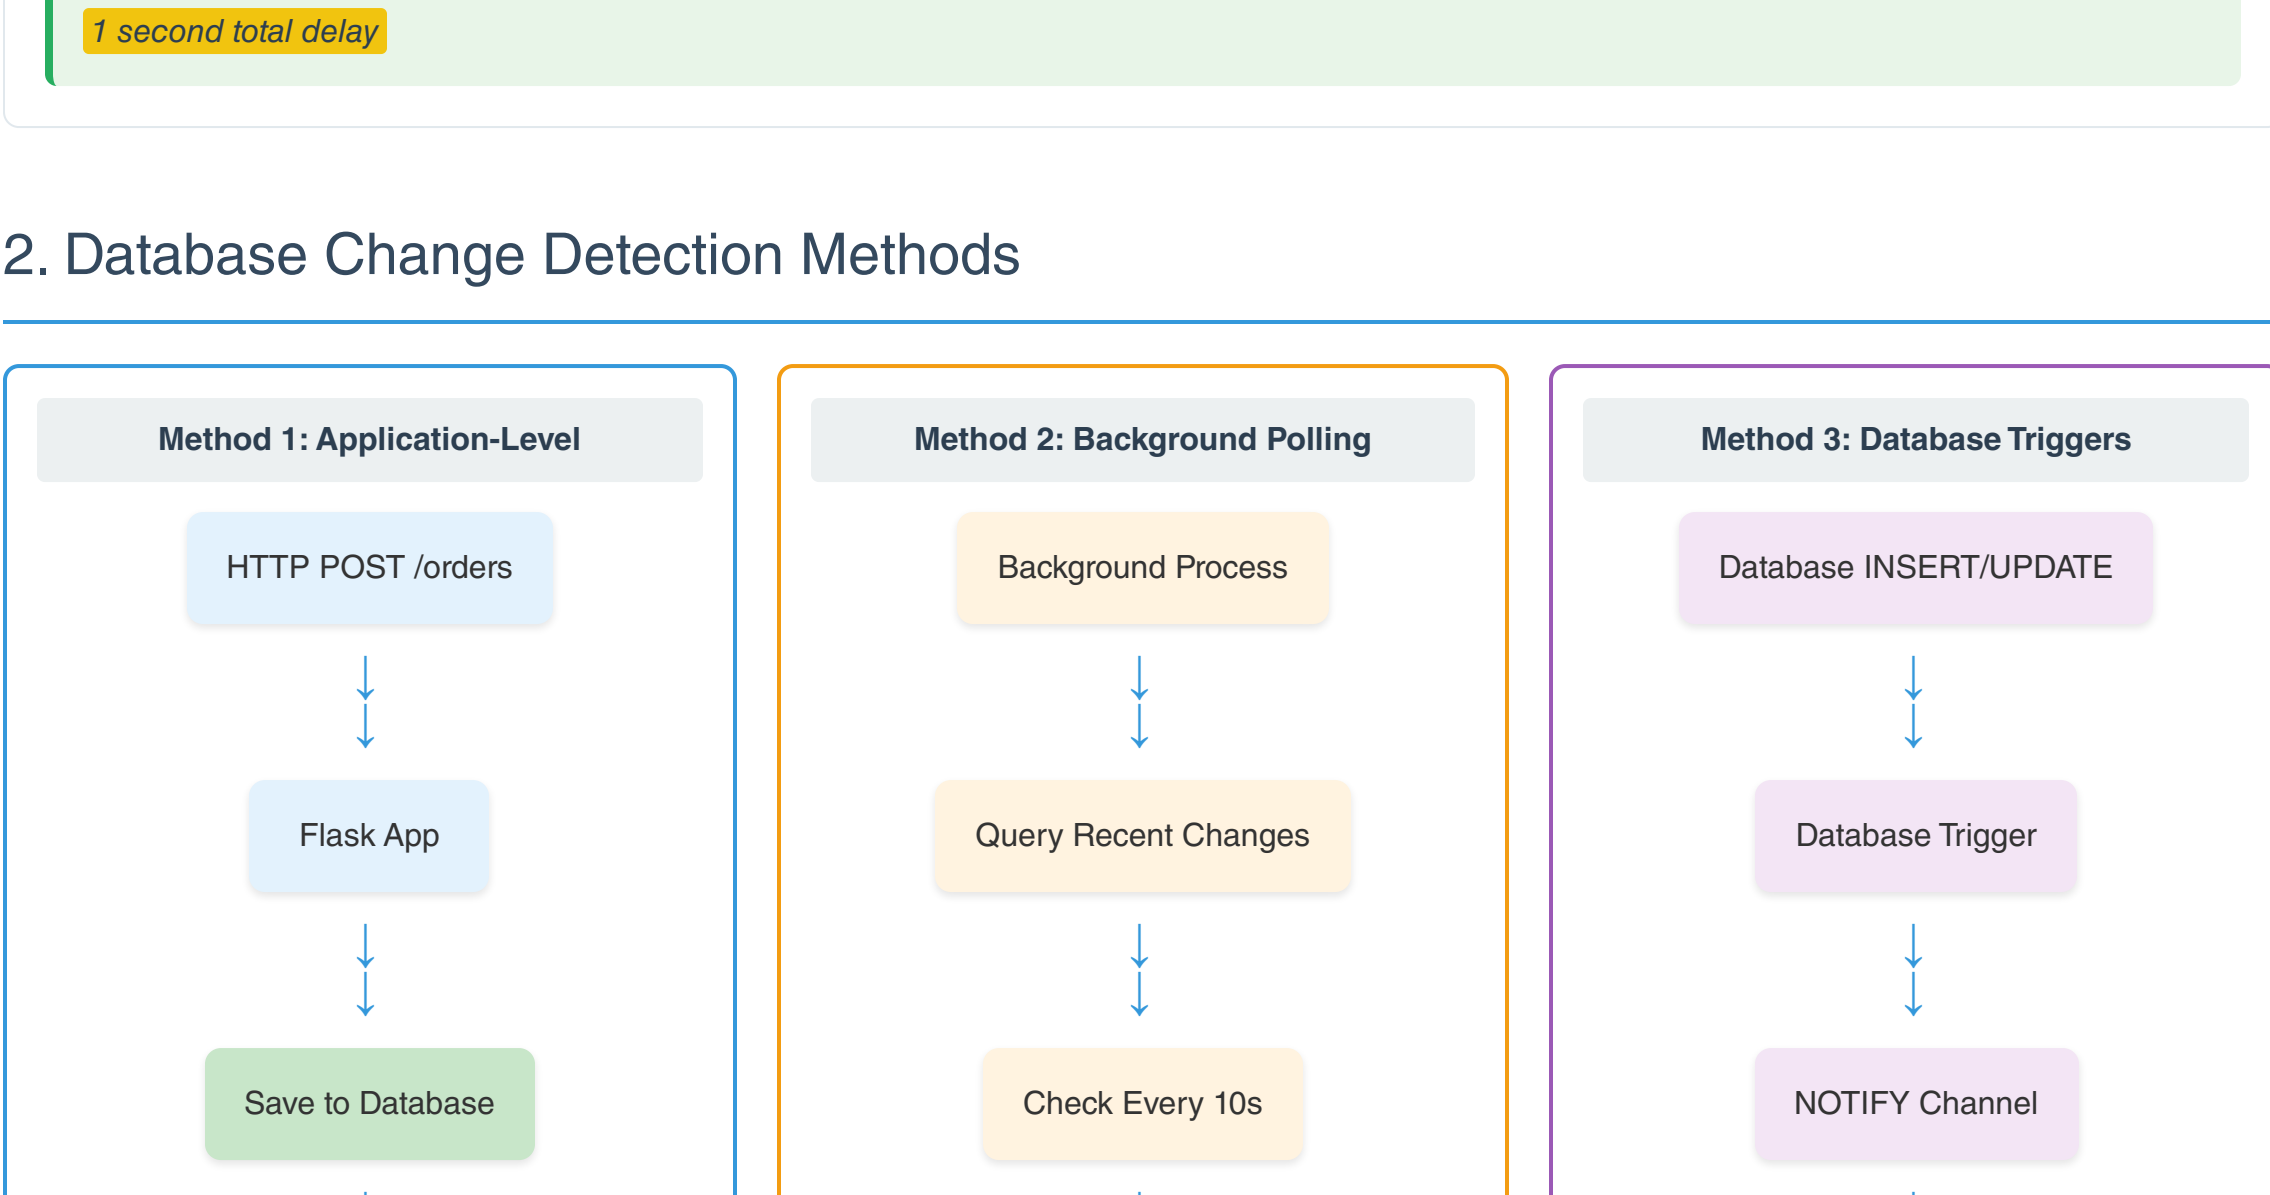 1 second total delay
2. Database Change Detection Methods
Method 1: Application-Level
HTTP POST /orders
↓
↓
Flask App
↓
↓
Save to Database
Method 2: Background Polling
Background Process
↓
↓
Query Recent Changes
↓
↓
Check Every 10s
Method 3: Database Triggers
Database INSERT/UPDATE
↓
↓
Database Trigger
↓
↓
NOTIFY Channel